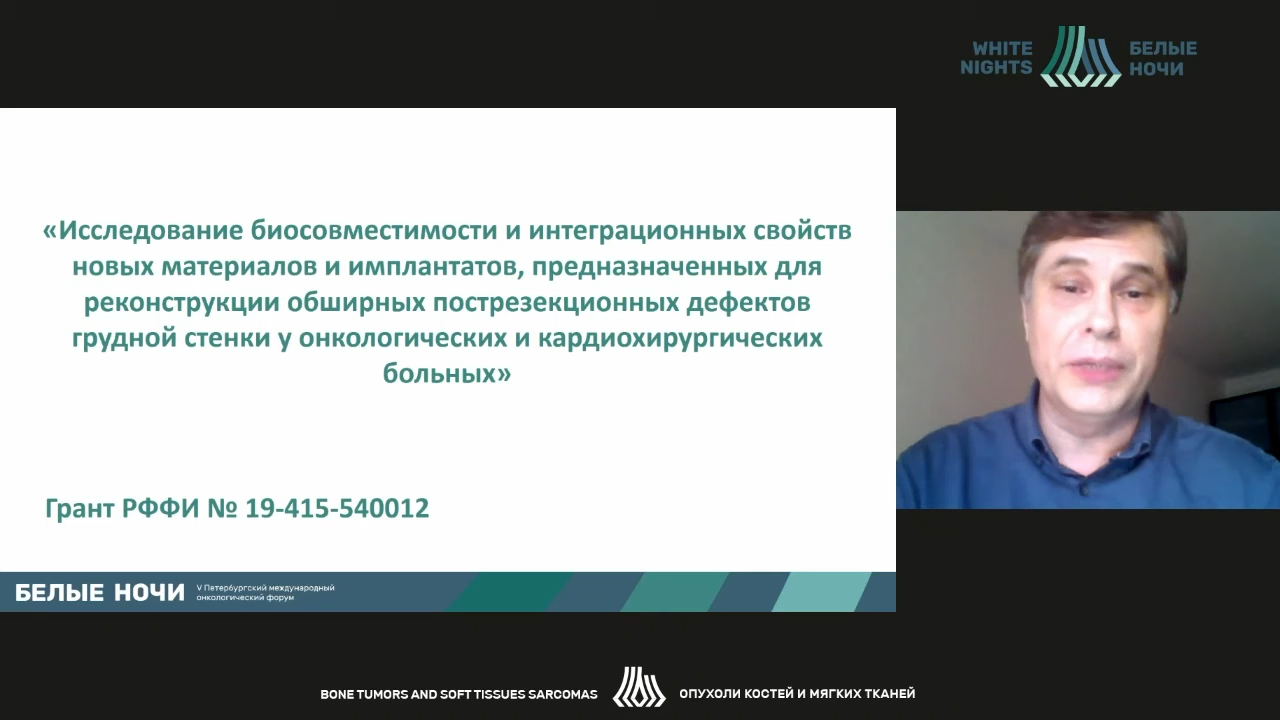 WHITE
NIGHTS
БЕЛЫЕ
НОЧИ
«Исследование биосовместимости и интеграционных свойств
новых материалов и имплантатов, предназначенных для
реконструкции обширных пострезекционных дефектов
грудной стенки у онкологических и кардиохирургических
больных»
Грант РФФИ № 19-415-540012
БЕЛЫЕ НОЧИ
V Петербургский международный
онкологический форум
BONE TUMORS AND SOFT TISSUES SARCOMAS
ОПУХОЛИ КОСТЕЙ И МЯГКИХ ТКАНЕЙ